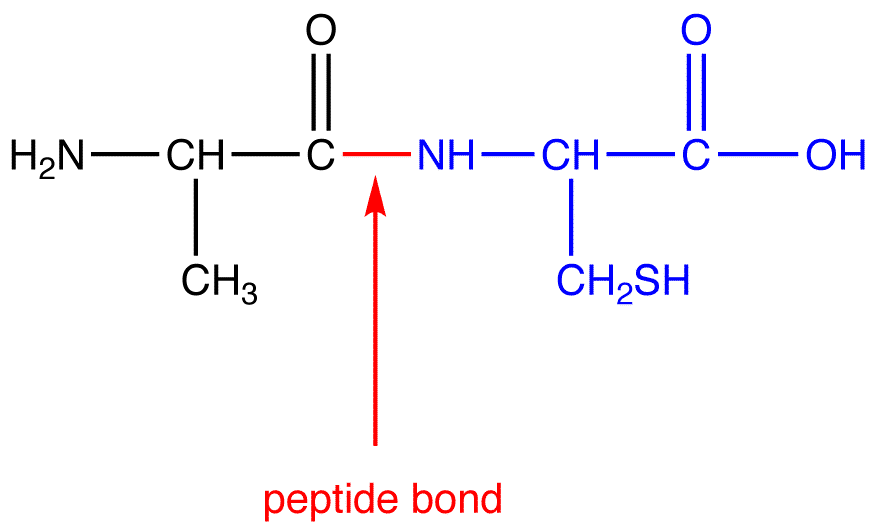 O O
H₂N CH C NH CH C OH
CH₃ CH₂SH
peptide bond